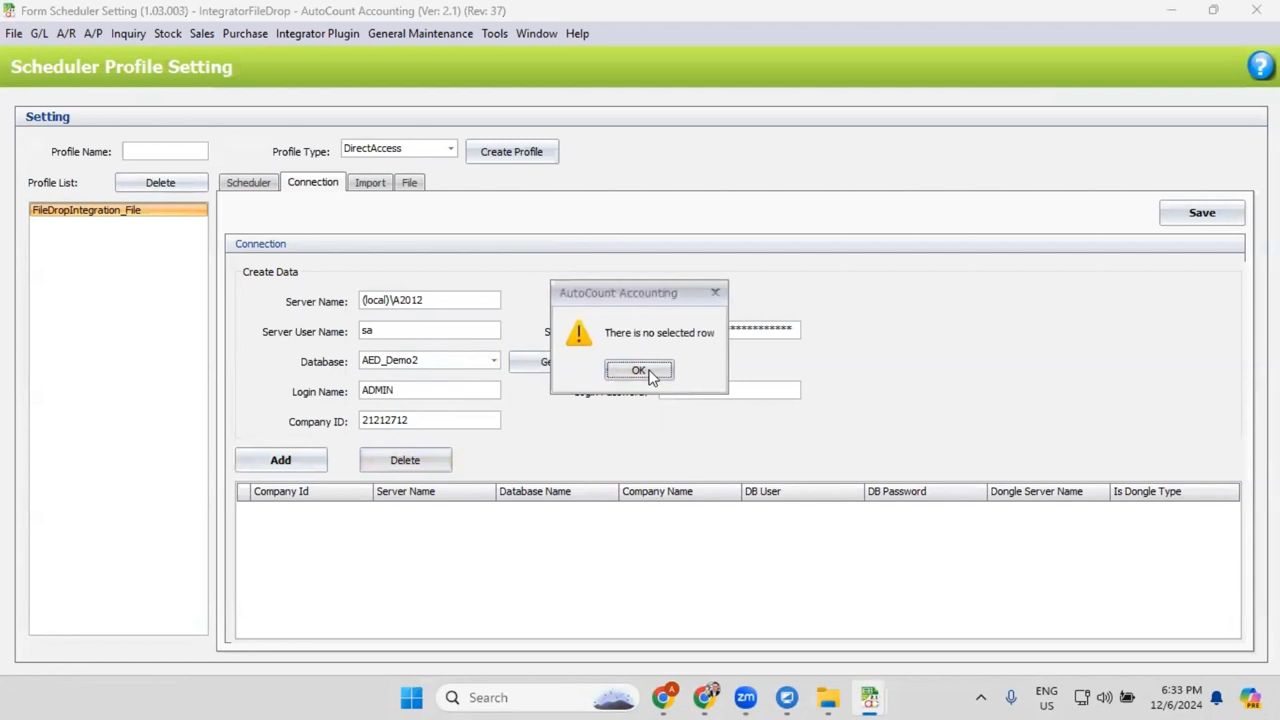 Form Scheduler Setting (1.03.003) - IntegratorFileDrop - AutoCount Accounting (Ver: 2.1) (Rev: 37)
File G/L A/R A/P Inquiry Stock Sales Purchase Integrator Plugin General Maintenance Tools Window Help
Scheduler Profile Setting
?
Setting
Profile Name: Profile Type: DirectAccess Create Profile
Profile List: Delete Scheduler Connection Import File
FileDropIntegration_File
Save
Connection
Create Data
AutoCount Accounting
Server Name: (local)\A2012
There is no selected row
Server User Name: sa ***********
Database: AED_Demo2
OK
Login Name: ADMIN
Company ID: 21212712
Add Delete
Company Id Server Name Database Name Company Name DB User DB Password Dongle Server Name Is Dongle Type
Search zm ENG 6:33 PM
US 12/6/2024 PRE